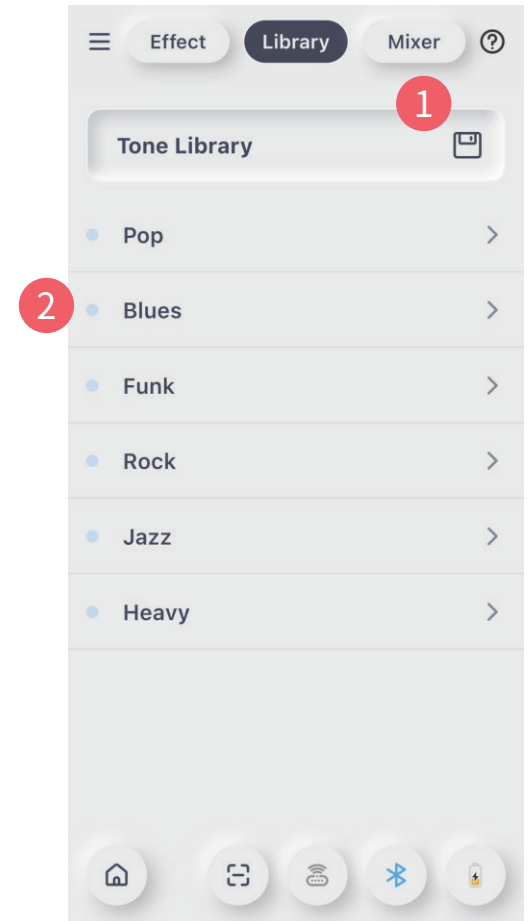 Effect Library Mixer
1
Tone Library
Pop
2 Blues
Funk
Rock
Jazz
Heavy